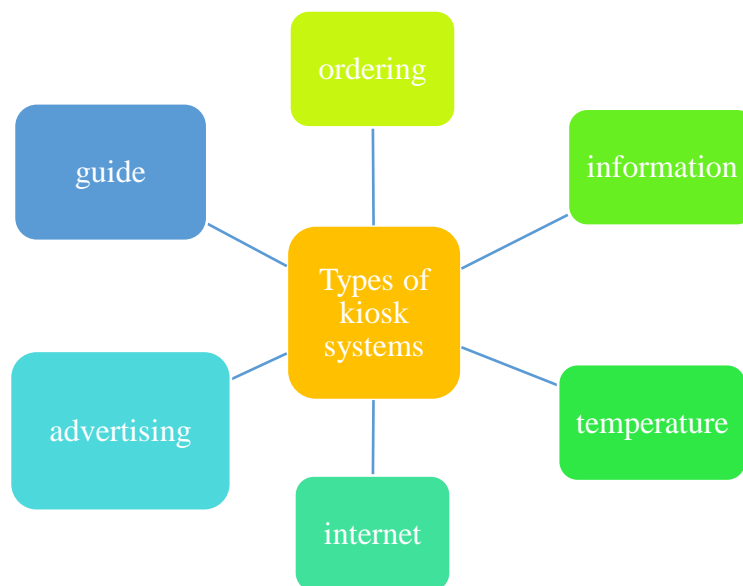 ordering
guide
information
Types of
kiosk
systems
advertising
temperature
internet